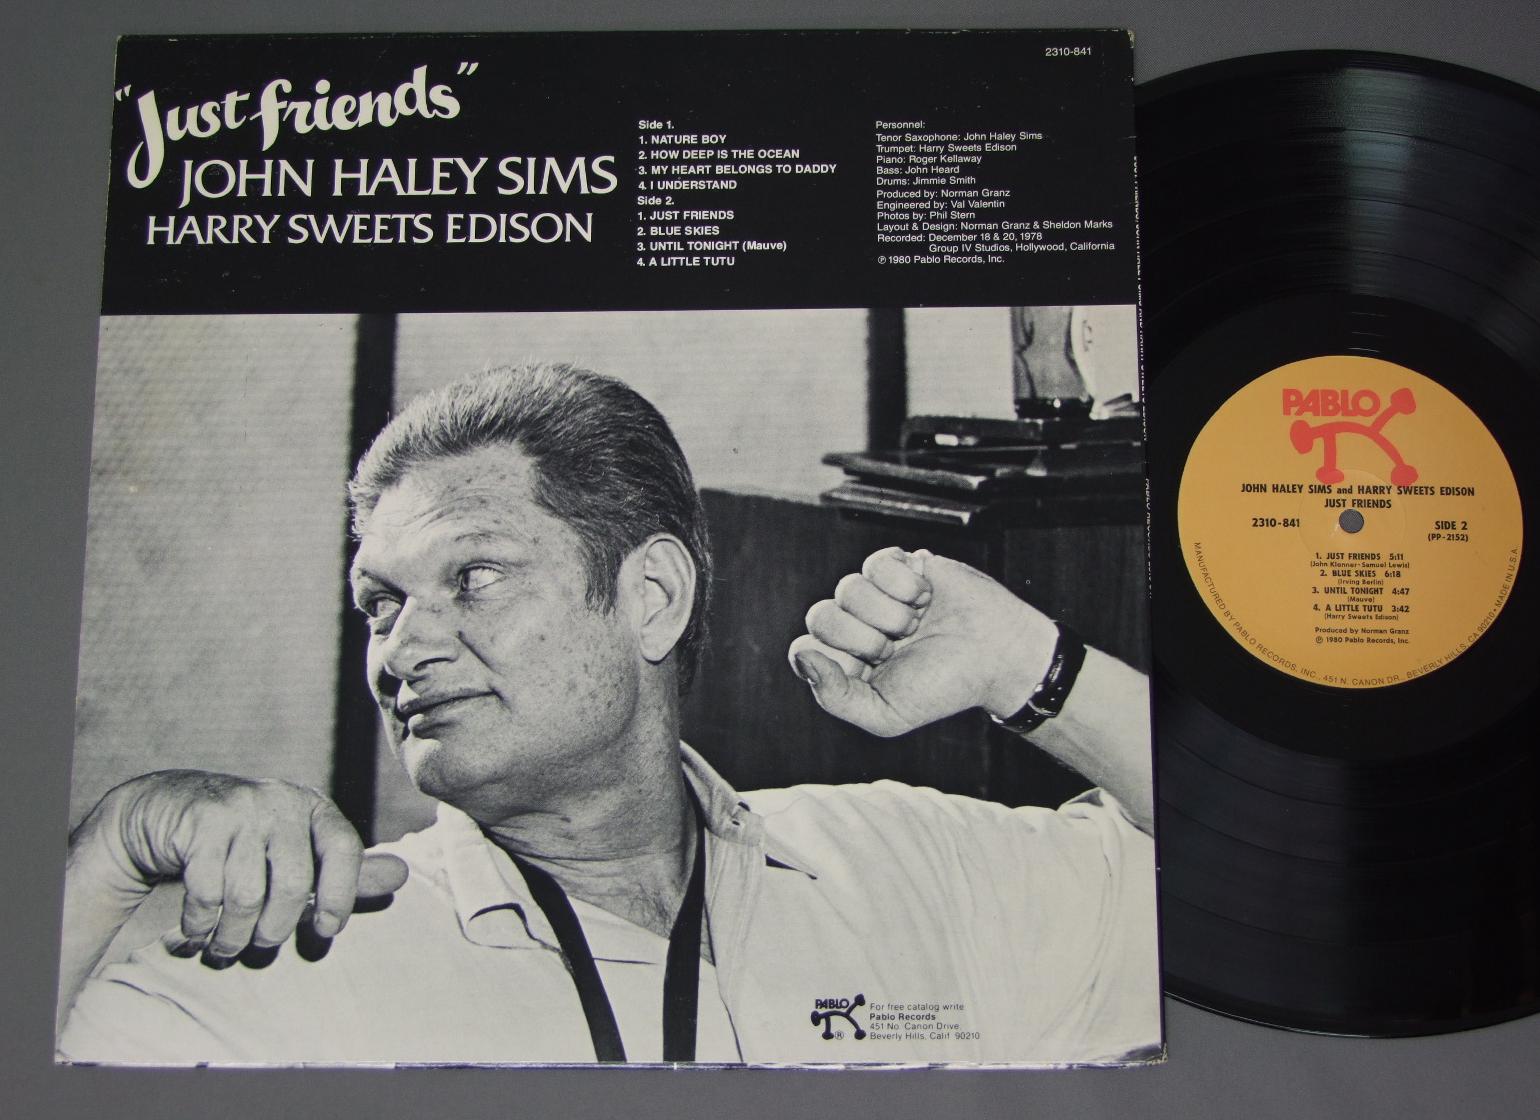 2310-841
"Just friends"
JOHN HALEY SIMS
HARRY SWEETS EDISON
Side 1.
1. NATURE BOY
2. HOW DEEP IS THE OCEAN
3. MY HEART BELONGS TO DADDY
4. I UNDERSTAND
Side 2.
1. JUST FRIENDS
2. BLUE SKIES
3. UNTIL TONIGHT (Mauve)
4. A LITTLE TUTU
Personnel:
Tenor Saxophone: John Haley Sims
Trumpet: Harry Sweets Edison
Piano: Roger Kellaway
Bass: John Heard
Drums: Jimmie Smith
Produced by: Norman Granz
Engineered by: Val Valentin
Photos by: Phil Stern
Layout & Design: Norman Granz & Sheldon Marks
Recorded: December 18 & 20, 1978
Group IV Studios, Hollywood, California
℗ 1980 Pablo Records, Inc.
PABLO
®
For free catalog write
Pablo Records
451 No. Canon Drive,
Beverly Hills, Calif. 90210
PABLO
JOHN HALEY SIMS and HARRY SWEETS EDISON
JUST FRIENDS
2310-841
SIDE 2
(PP-2152)
1. JUST FRIENDS 5:11
(John Klenner-Samuel Lewis)
2. BLUE SKIES 6:18
(Irving Berlin)
3. UNTIL TONIGHT 4:47
(Mauve)
4. A LITTLE TUTU 3:42
(Harry Sweets Edison)
Produced by Norman Granz
℗ 1980 Pablo Records, Inc.
MANUFACTURED BY PABLO RECORDS, INC., 451 N. CANON DR., BEVERLY HILLS, CA 90210 • MADE IN U.S.A.